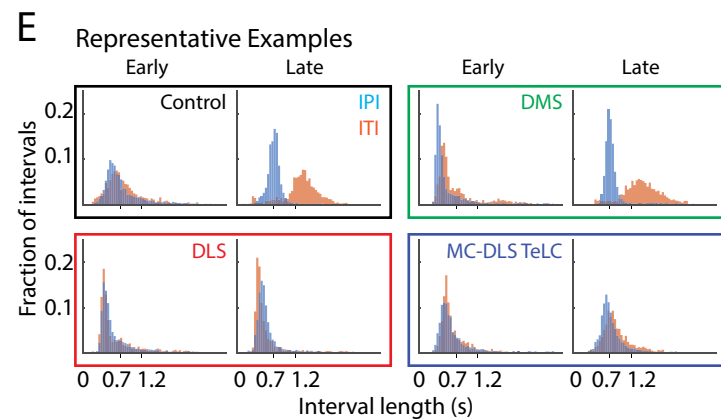 E
Representative Examples
Early Late Early Late
Fraction of intervals
0.2
0.1
Control
IPI
ITI
DMS
0.2
0.1
DLS
MC-DLS TeLC
0 0.7 1.2 0 0.7 1.2 0 0.7 1.2 0 0.7 1.2
Interval length (s)